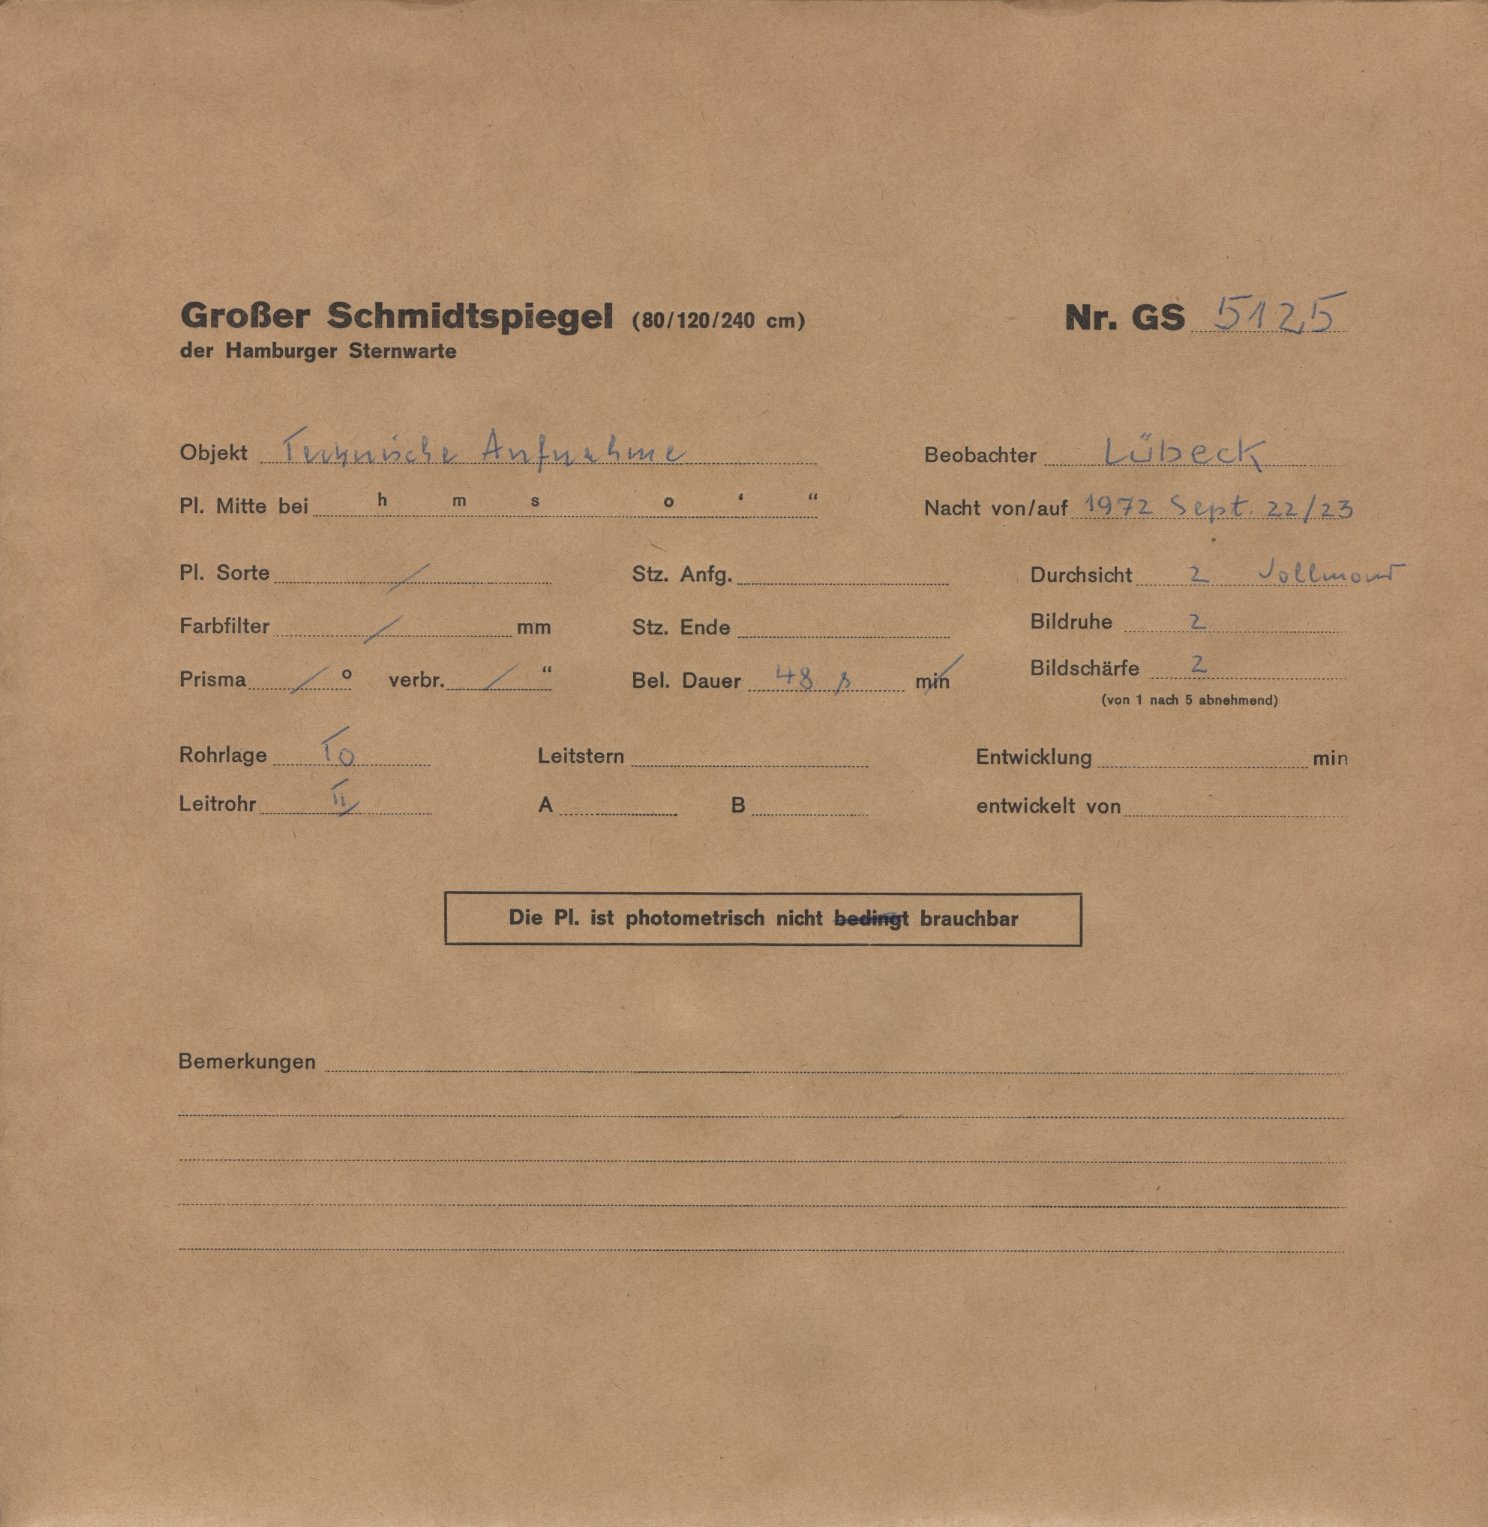 Großer Schmidtspiegel (80/120/240 cm) Nr. GS 5125
der Hamburger Sternwarte
Objekt Technische Aufnahme Beobachter Lübeck
Pl. Mitte bei h m s o ‘ “ Nacht von/auf 1972 Sept. 22/23
Pl. Sorte / Stz. Anfg. Durchsicht 2 Vollmond
Farbfilter / mm Stz. Ende Bildruhe 2
Prisma / o verbr. / “ Bel. Dauer 48 s min Bildschärfe 2
(von 1 nach 5 abnehmend)
Rohrlage TO Leitstern Entwicklung min
Leitrohr II A B entwickelt von
Die Pl. ist photometrisch nicht bedingt brauchbar
Bemerkungen